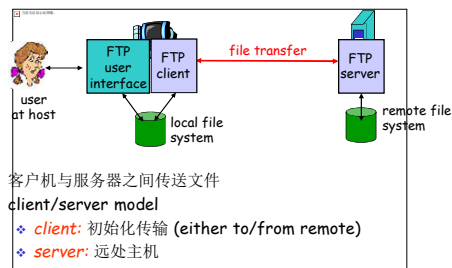 FTP
user
interface
FTP
client
file transfer
FTP
server
user
at host
local file
system
remote file
system
客户机与服务器之间传送文件
client/server model
client: 初始化传输 (either to/from remote)
server: 远处主机